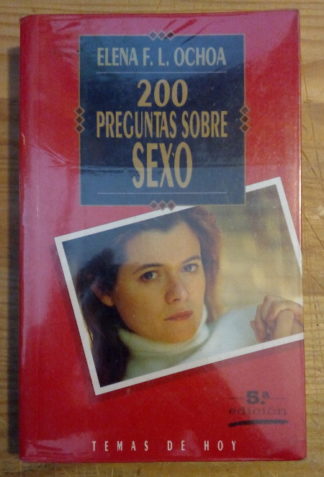 ELENA F. L. OCHOA
200
PREGUNTAS SOBRE
SEXO
5.ª
edición
TEMAS DE HOY